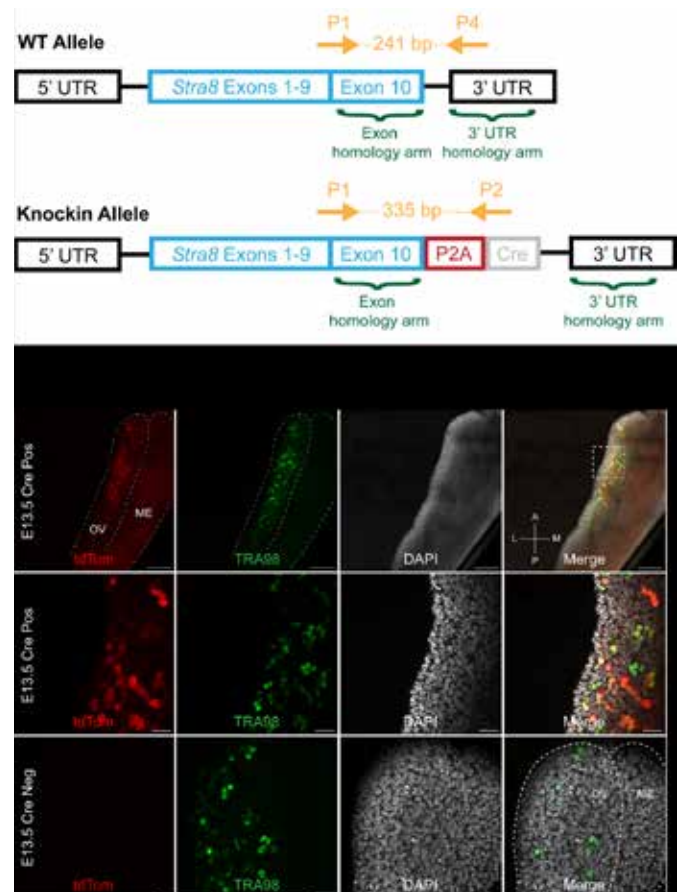 P1 P4
WT Allele 241 bp
5' UTR Stra8 Exons 1-9 Exon 10 3' UTR
Exon homology arm 3' UTR homology arm
P1 P2
Knockin Allele 335 bp
5' UTR Stra8 Exons 1-9 Exon 10 P2A Cre 3' UTR
Exon homology arm 3' UTR homology arm
E13.5 Cre Pos
OV ME
A
L M
P
tdTom TRA98 DAPI Merge
E13.5 Cre Pos
tdTom TRA98 DAPI Merge
E13.5 Cre Neg
OV ME
tdTom TRA98 DAPI Merge